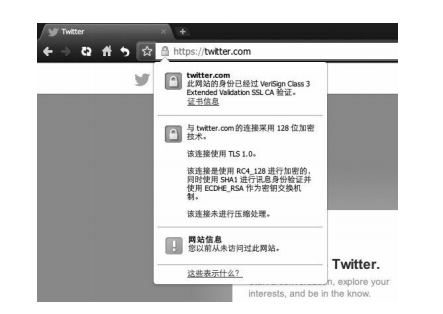 Twitter
https://twitter.com
twitter.com
此网站的身份已经过 VeriSign Class 3
Extended Validation SSL CA 验证。
证书信息
与 twitter.com 的连接采用 128 位加密
技术。
该连接使用 TLS 1.0。
该连接是使用 RC4_128 进行加密的，
同时使用 SHA1 进行讯息身份验证并
使用 ECDHE_RSA 作为密钥交换机
制。
该连接未进行压缩处理。
网站信息
您以前从未访问过此网站。
这些表示什么？
Twitter.
, explore your
interests, and be in the know.